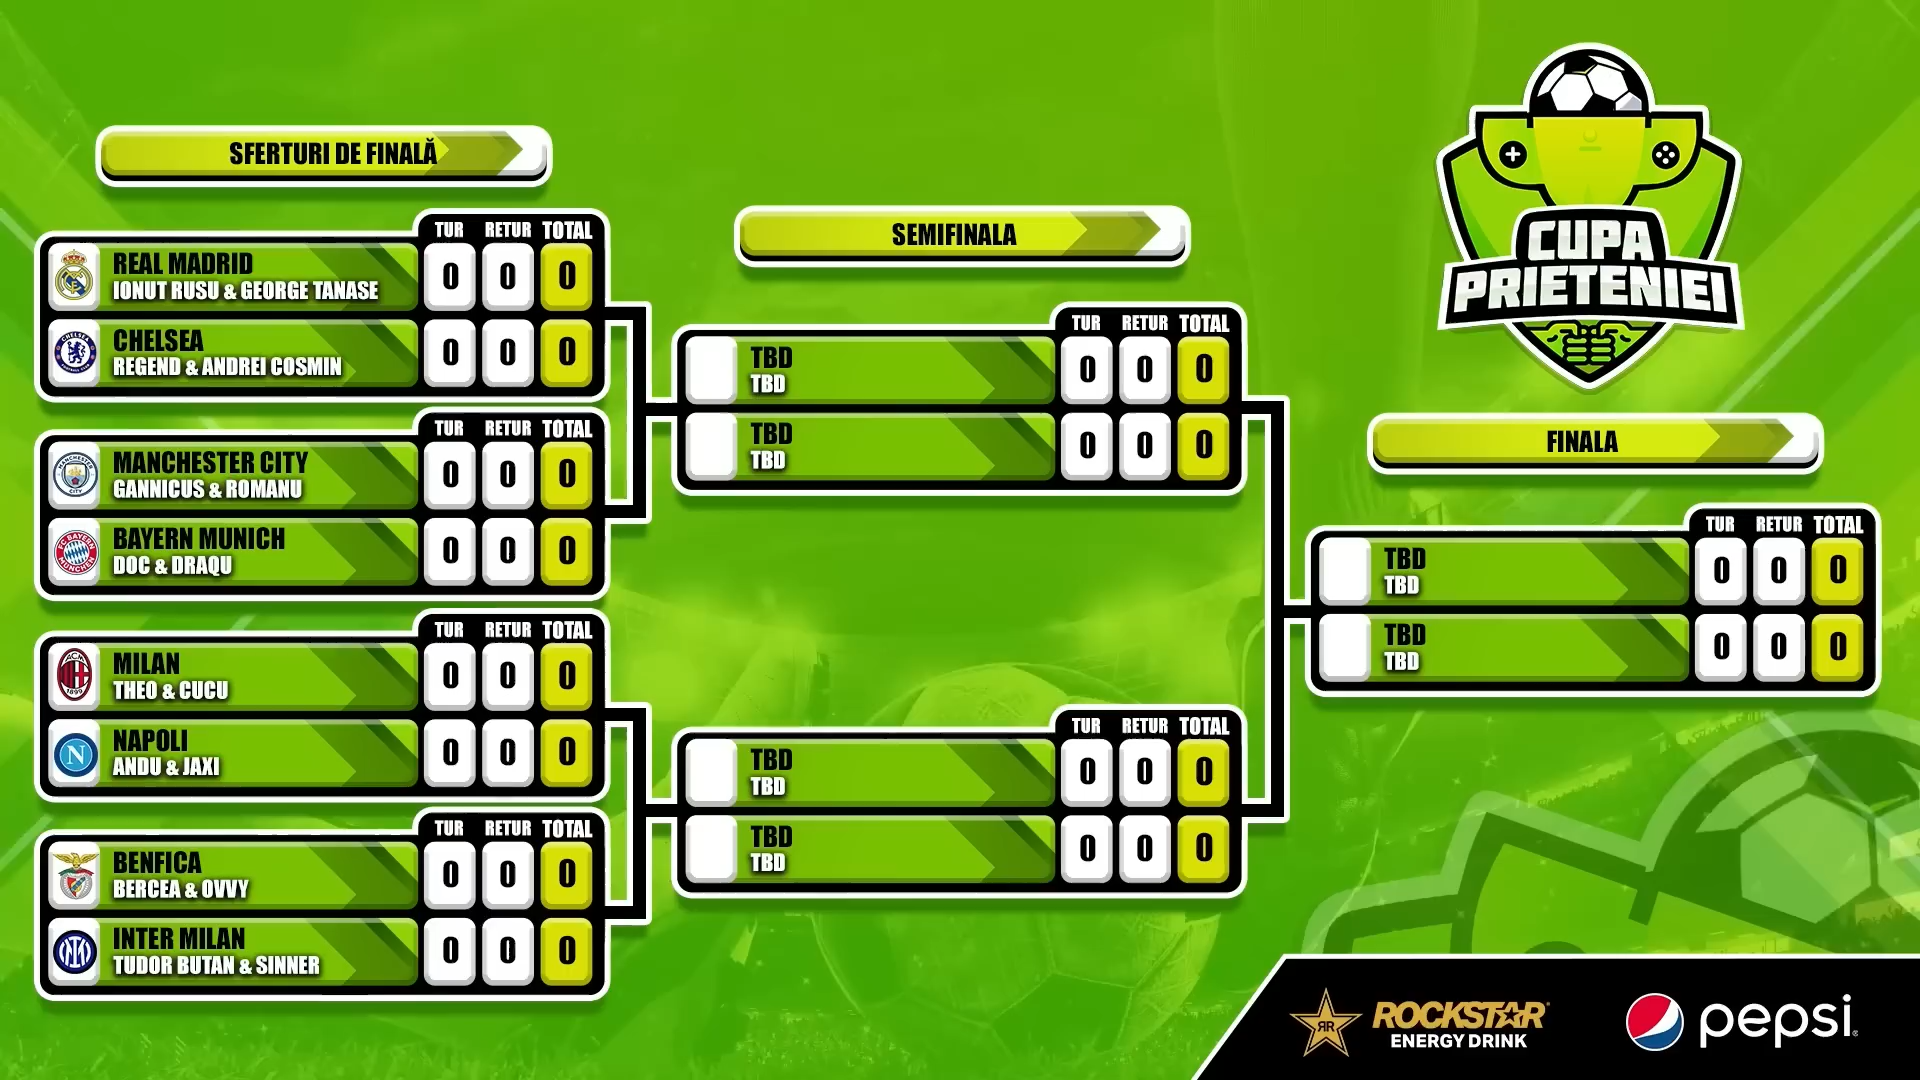 SFERTURI DE FINALĂ
TUR RETUR TOTAL
REAL MADRID
IONUT RUSU & GEORGE TANASE
0 0 0
CHELSEA
REGEND & ANDREI COSMIN
0 0 0
TUR RETUR TOTAL
MANCHESTER CITY
GANNICUS & ROMANU
0 0 0
BAYERN MUNICH
DOC & DRAQU
0 0 0
TUR RETUR TOTAL
MILAN
THEO & CUCU
0 0 0
NAPOLI
ANDU & JAXI
0 0 0
TUR RETUR TOTAL
BENFICA
BERCEA & OVVY
0 0 0
INTER MILAN
TUDOR BUTAN & SINNER
0 0 0
SEMIFINALA
TUR RETUR TOTAL
TBD
TBD
0 0 0
TBD
TBD
0 0 0
TUR RETUR TOTAL
TBD
TBD
0 0 0
TBD
TBD
0 0 0
CUPA
PRIETENIEI
FINALA
TUR RETUR TOTAL
TBD
TBD
0 0 0
TBD
TBD
0 0 0
ROCKSTAR
ENERGY DRINK
pepsi